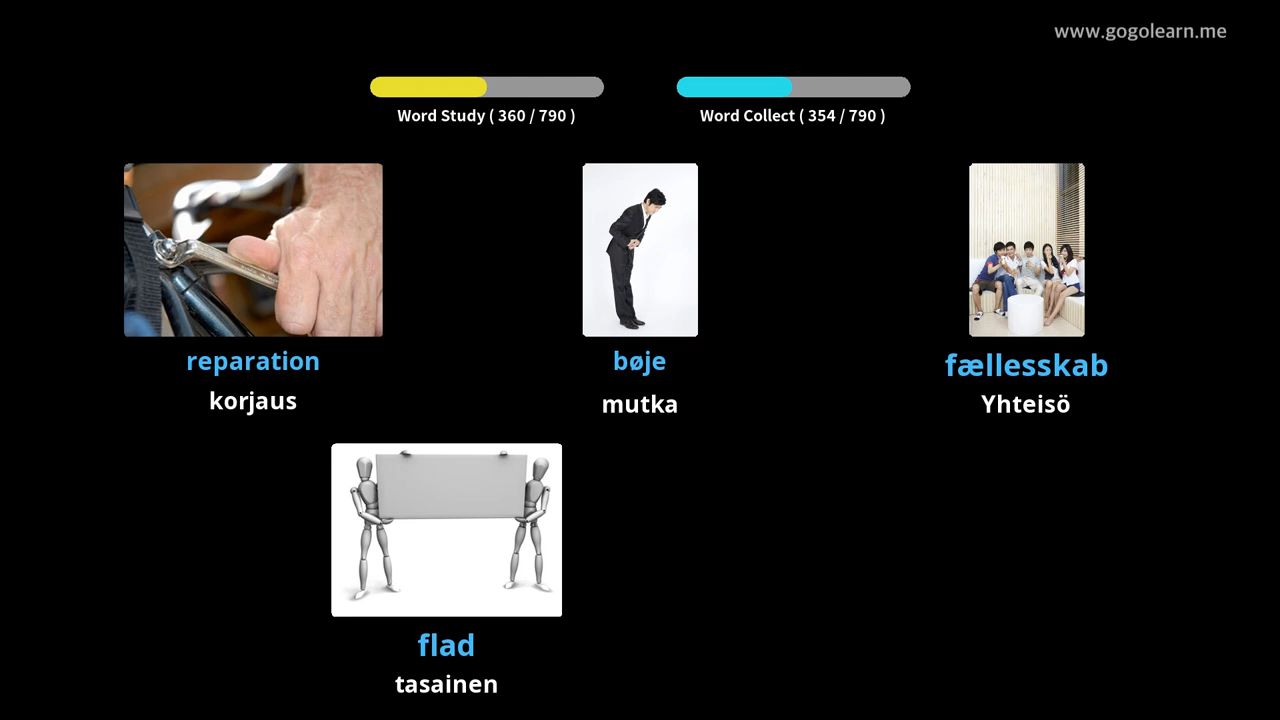 www.gogolearn.me
Word Study ( 360 / 790 )
Word Collect ( 354 / 790 )
reparation
korjaus
bøje
mutka
fællesskab
Yhteisö
flad
tasainen